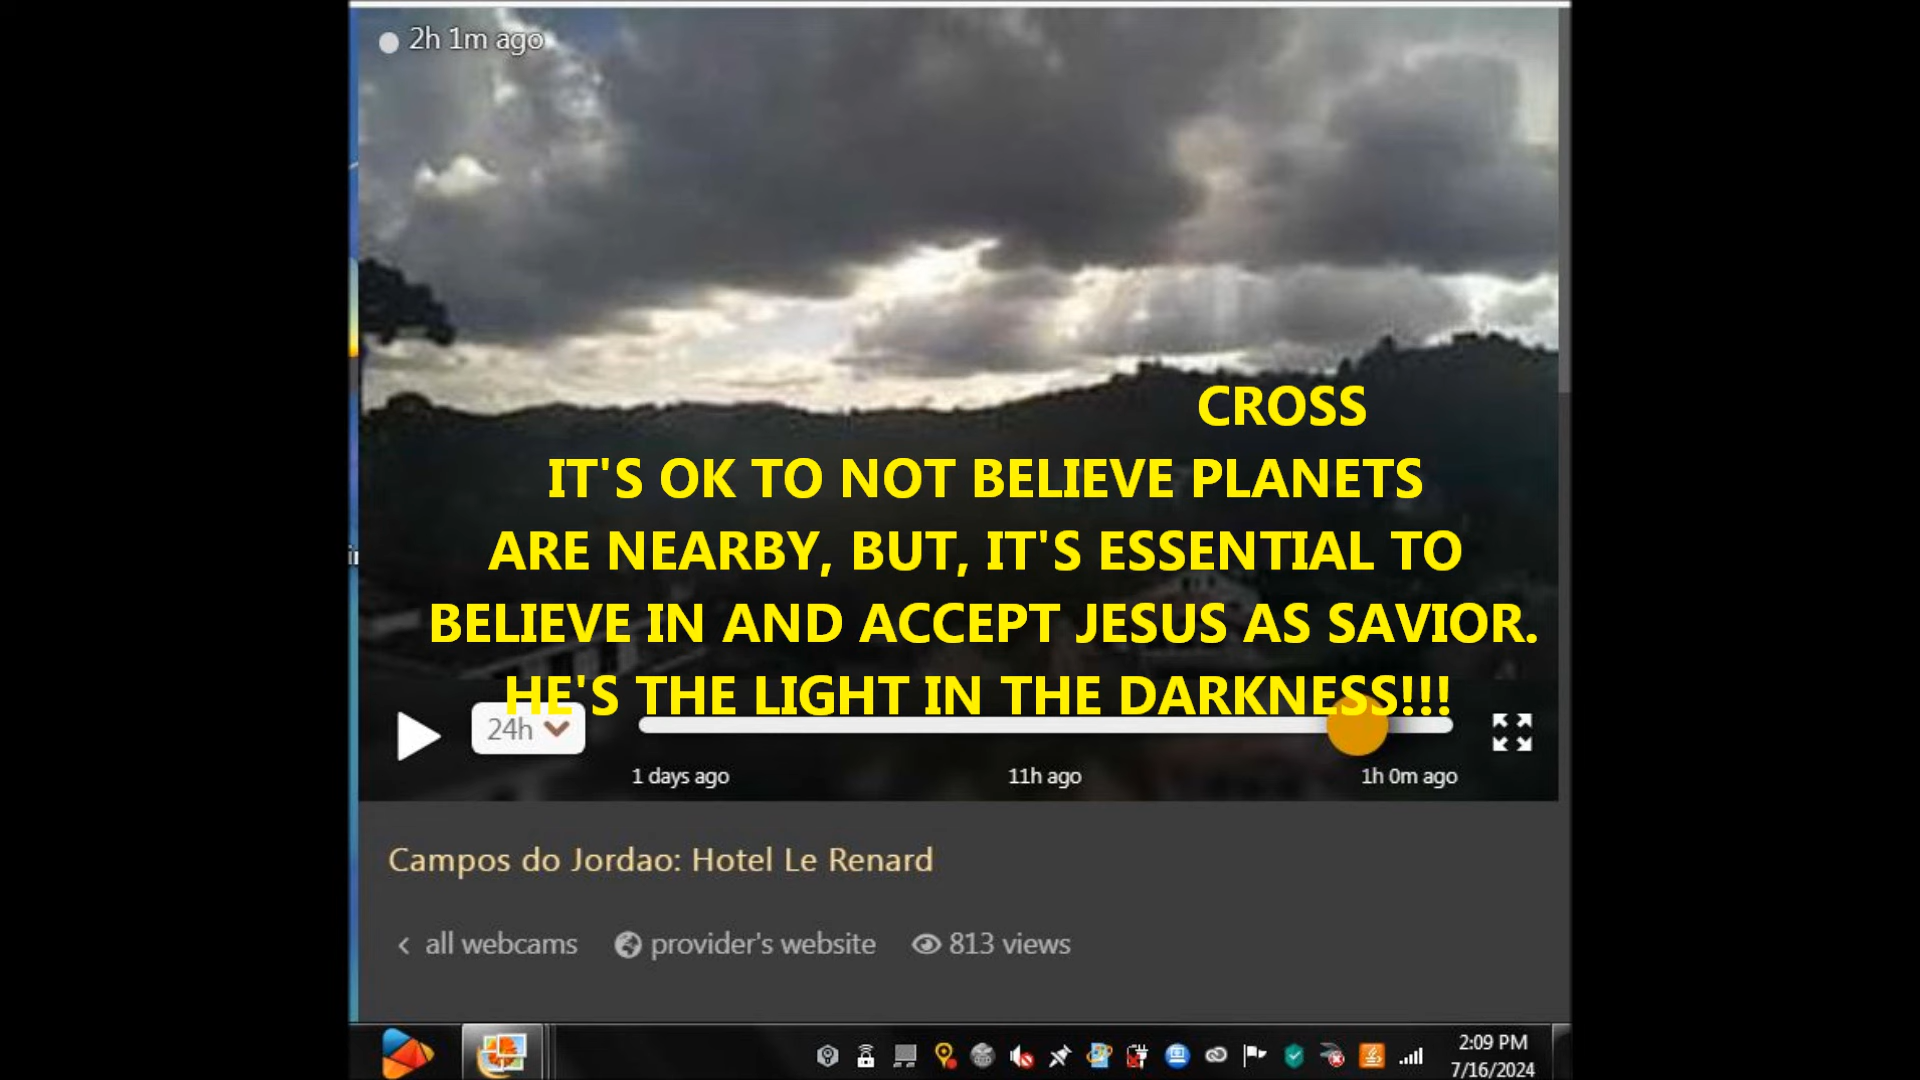 2h 1m ago
CROSS
IT'S OK TO NOT BELIEVE PLANETS
ARE NEARBY, BUT, IT'S ESSENTIAL TO
BELIEVE IN AND ACCEPT JESUS AS SAVIOR.
HE'S THE LIGHT IN THE DARKNESS!!!
24h
1 days ago
11h ago
1h 0m ago
Campos do Jordao: Hotel Le Renard
all webcams
provider's website
813 views
2:09 PM
7/16/2024